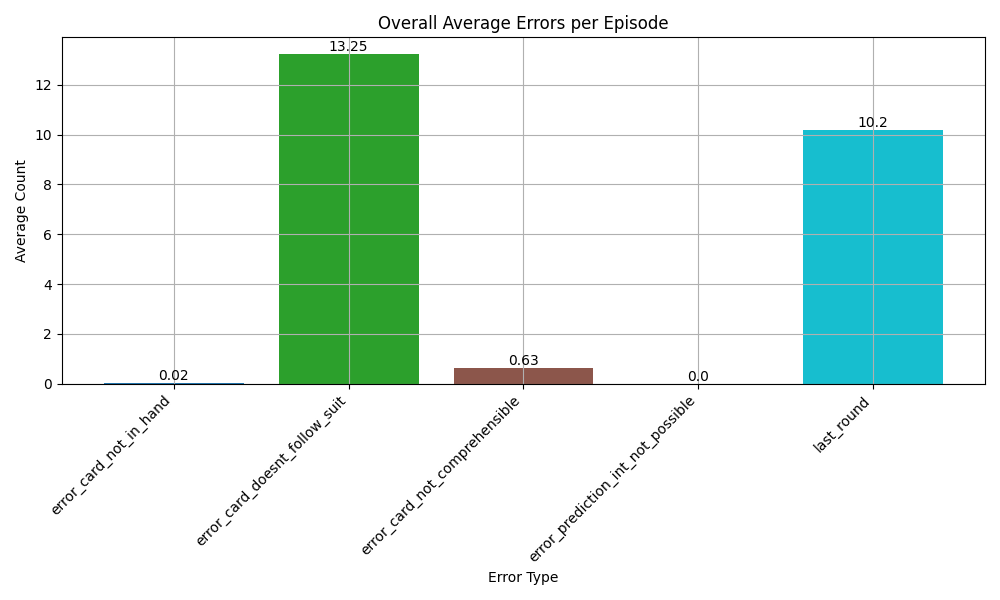 Overall Average Errors per Episode
Average Count
12
10
8
6
4
2
0
0.02
13.25
0.63
0.0
10.2
error_card_not_in_hand
error_card_doesnt_follow_suit
error_card_not_comprehensible
error_prediction_int_not_possible
last_round
Error Type